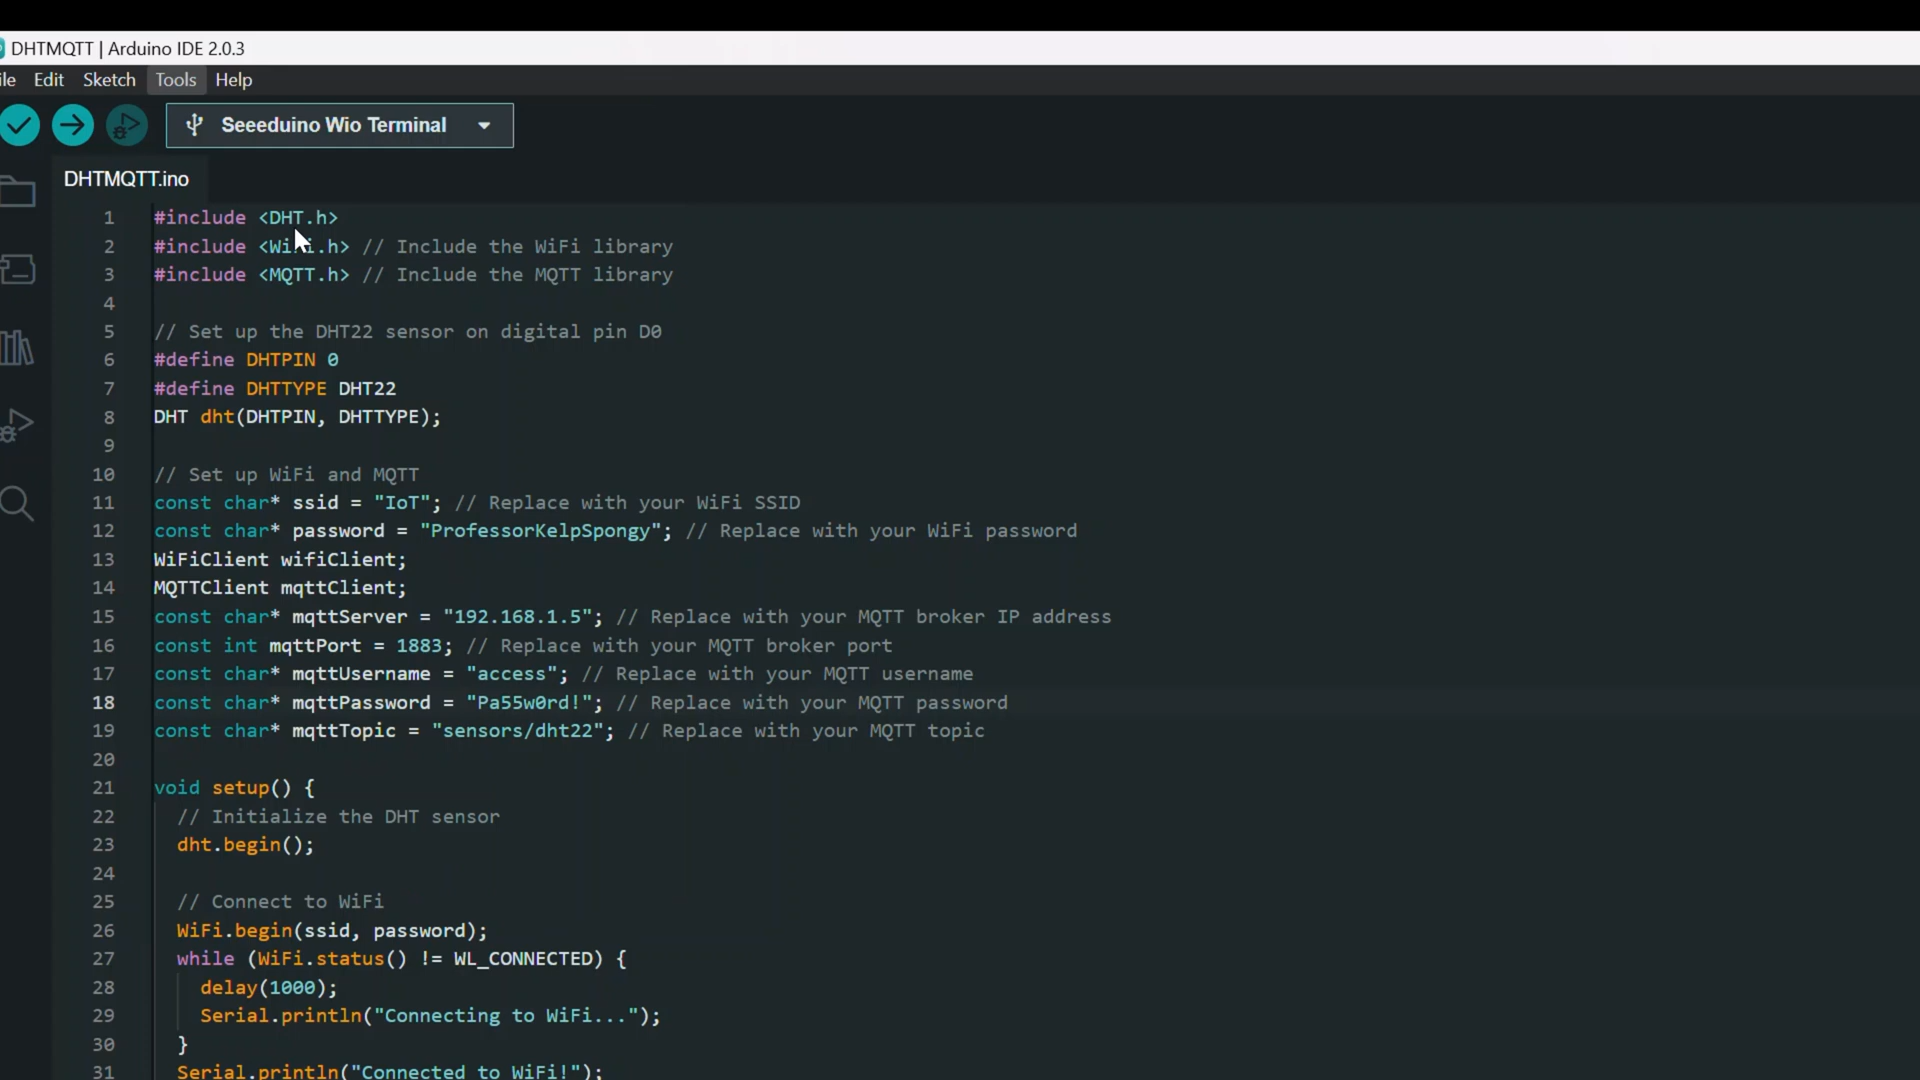 DHTMQTT | Arduino IDE 2.0.3
ile Edit Sketch Tools Help
Seeeduino Wio Terminal
DHTMQTT.ino
1 #include <DHT.h>
2 #include <WiFi.h> // Include the WiFi library
3 #include <MQTT.h> // Include the MQTT library
4
5 // Set up the DHT22 sensor on digital pin D0
6 #define DHTPIN 0
7 #define DHTTYPE DHT22
8 DHT dht(DHTPIN, DHTTYPE);
9
10 // Set up WiFi and MQTT
11 const char* ssid = "IoT"; // Replace with your WiFi SSID
12 const char* password = "ProfessorKelpSpongy"; // Replace with your WiFi password
13 WiFiClient wifiClient;
14 MQTTClient mqttClient;
15 const char* mqttServer = "192.168.1.5"; // Replace with your MQTT broker IP address
16 const int mqttPort = 1883; // Replace with your MQTT broker port
17 const char* mqttUsername = "access"; // Replace with your MQTT username
18 const char* mqttPassword = "Pa55w0rd!"; // Replace with your MQTT password
19 const char* mqttTopic = "sensors/dht22"; // Replace with your MQTT topic
20
21 void setup() {
22 // Initialize the DHT sensor
23 dht.begin();
24
25 // Connect to WiFi
26 WiFi.begin(ssid, password);
27 while (WiFi.status() != WL_CONNECTED) {
28 delay(1000);
29 Serial.println("Connecting to WiFi...");
30 }
31 Serial.println("Connected to WiFi!");